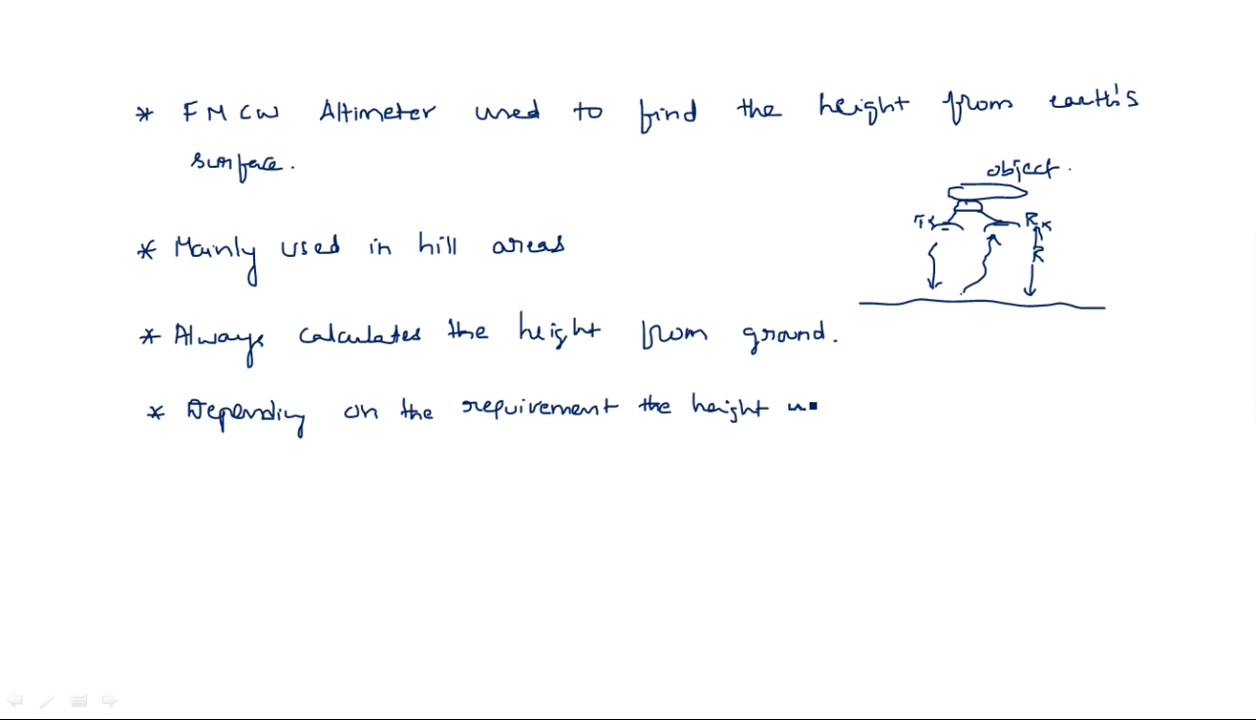 * FMCW Altimeter used to find the height from earth's
surface.
object.
Tx
Rx
R
* Mainly used in hill areas
* Always calculates the height from ground.
* Depending on the requirement the height